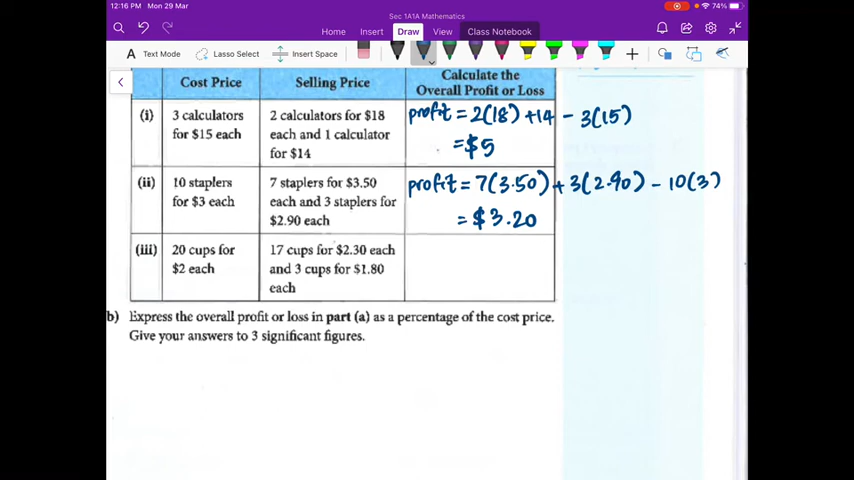 12:16 PM Mon 29 Mar
74%
Sec 1A1A Mathematics
Home Insert Draw View Class Notebook
Text Mode Lasso Select Insert Space
Cost Price Selling Price Calculate the
Overall Profit or Loss
(i) 3 calculators 2 calculators for $18 profit = 2(18) +14 - 3(15)
for $15 each each and 1 calculator = $5
for $14
(ii) 10 staplers 7 staplers for $3.50 profit = 7(3.50) + 3(2.90) - 10(3)
for $3 each each and 3 staplers for = $3.20
$2.90 each
(iii) 20 cups for 17 cups for $2.30 each
$2 each and 3 cups for $1.80
each
b) Express the overall profit or loss in part (a) as a percentage of the cost price.
Give your answers to 3 significant figures.